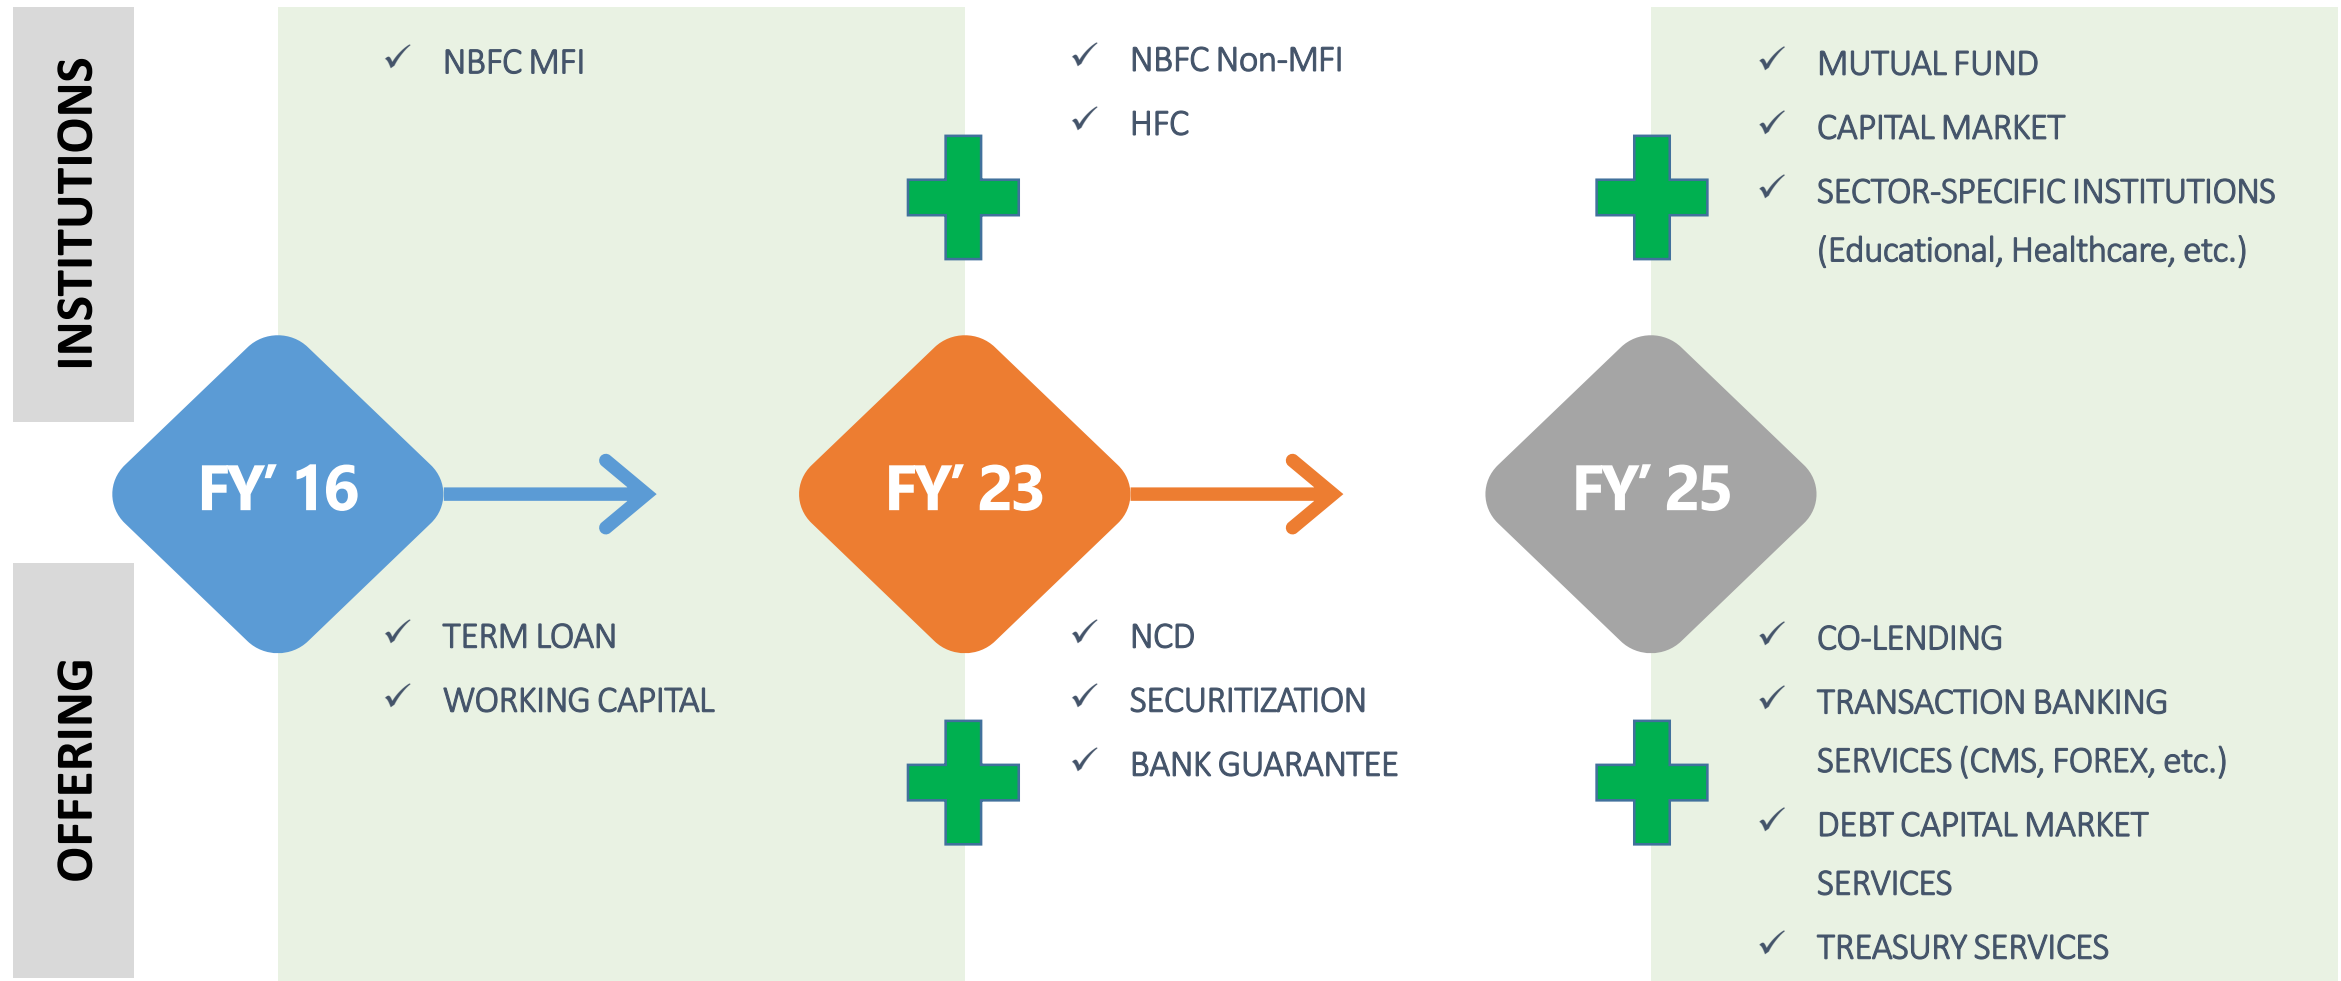 INSTITUTIONS
NBFC MFI
NBFC Non-MFI
HFC
MUTUAL FUND
CAPITAL MARKET
SECTOR-SPECIFIC INSTITUTIONS
(Educational, Healthcare, etc.)
FY’ 16
FY’ 23
FY’ 25
OFFERING
TERM LOAN
WORKING CAPITAL
NCD
SECURITIZATION
BANK GUARANTEE
CO-LENDING
TRANSACTION BANKING
SERVICES (CMS, FOREX, etc.)
DEBT CAPITAL MARKET
SERVICES
TREASURY SERVICES